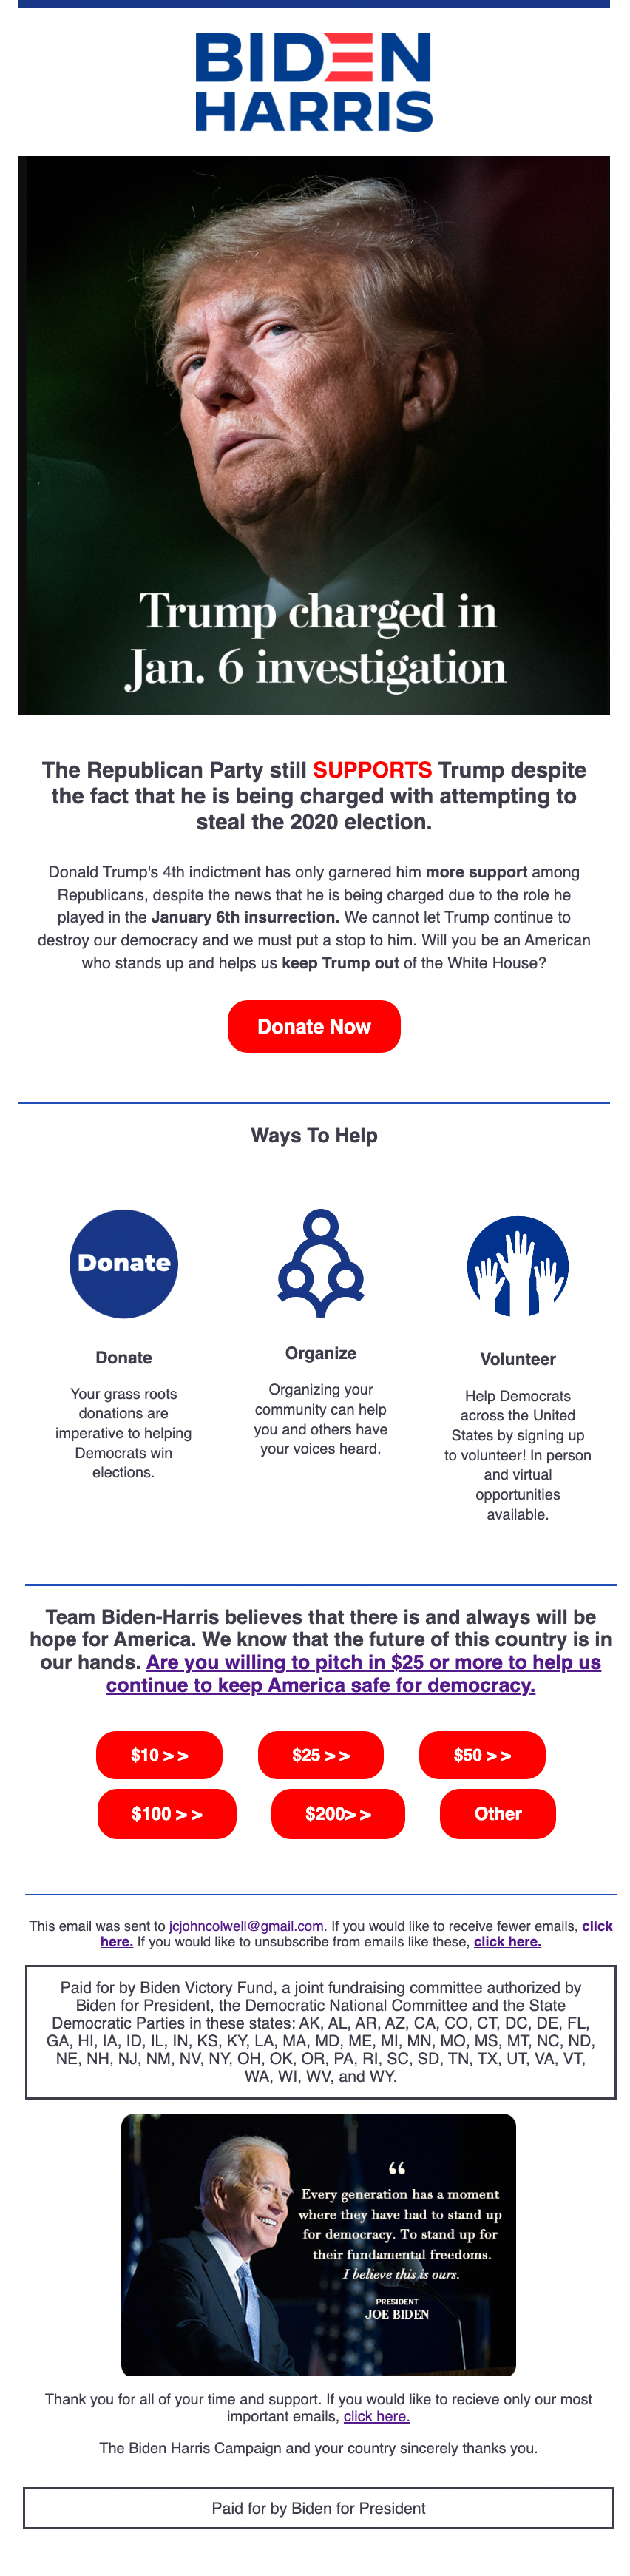 BIDEN
HARRIS
Trump charged in
Jan. 6 investigation
The Republican Party still SUPPORTS Trump despite
the fact that he is being charged with attempting to
steal the 2020 election.
Donald Trump's 4th indictment has only garnered him more support among
Republicans, despite the news that he is being charged due to the role he
played in the January 6th insurrection. We cannot let Trump continue to
destroy our democracy and we must put a stop to him. Will you be an American
who stands up and helps us keep Trump out of the White House?
Donate Now
Ways To Help
Donate
Donate
Your grass roots
donations are
imperative to helping
Democrats win
elections.
Organize
Organizing your
community can help
you and others have
your voices heard.
Volunteer
Help Democrats
across the United
States by signing up
to volunteer! In person
and virtual
opportunities
available.
Team Biden-Harris believes that there is and always will be
hope for America. We know that the future of this country is in
our hands. Are you willing to pitch in $25 or more to help us
continue to keep America safe for democracy.
$10 > >
$25 > >
$50 > >
$100 > >
$200> >
Other
This email was sent to jcjohncolwell@gmail.com. If you would like to receive fewer emails, click
here. If you would like to unsubscribe from emails like these, click here.
Paid for by Biden Victory Fund, a joint fundraising committee authorized by
Biden for President, the Democratic National Committee and the State
Democratic Parties in these states: AK, AL, AR, AZ, CA, CO, CT, DC, DE, FL,
GA, HI, IA, ID, IL, IN, KS, KY, LA, MA, MD, ME, MI, MN, MO, MS, MT, NC, ND,
NE, NH, NJ, NM, NV, NY, OH, OK, OR, PA, RI, SC, SD, TN, TX, UT, VA, VT,
WA, WI, WV, and WY.
“
Every generation has a moment
where they have had to stand up
for democracy. To stand up for
their fundamental freedoms.
I believe this is ours.
PRESIDENT
JOE BIDEN
Thank you for all of your time and support. If you would like to recieve only our most
important emails, click here.
The Biden Harris Campaign and your country sincerely thanks you.
Paid for by Biden for President